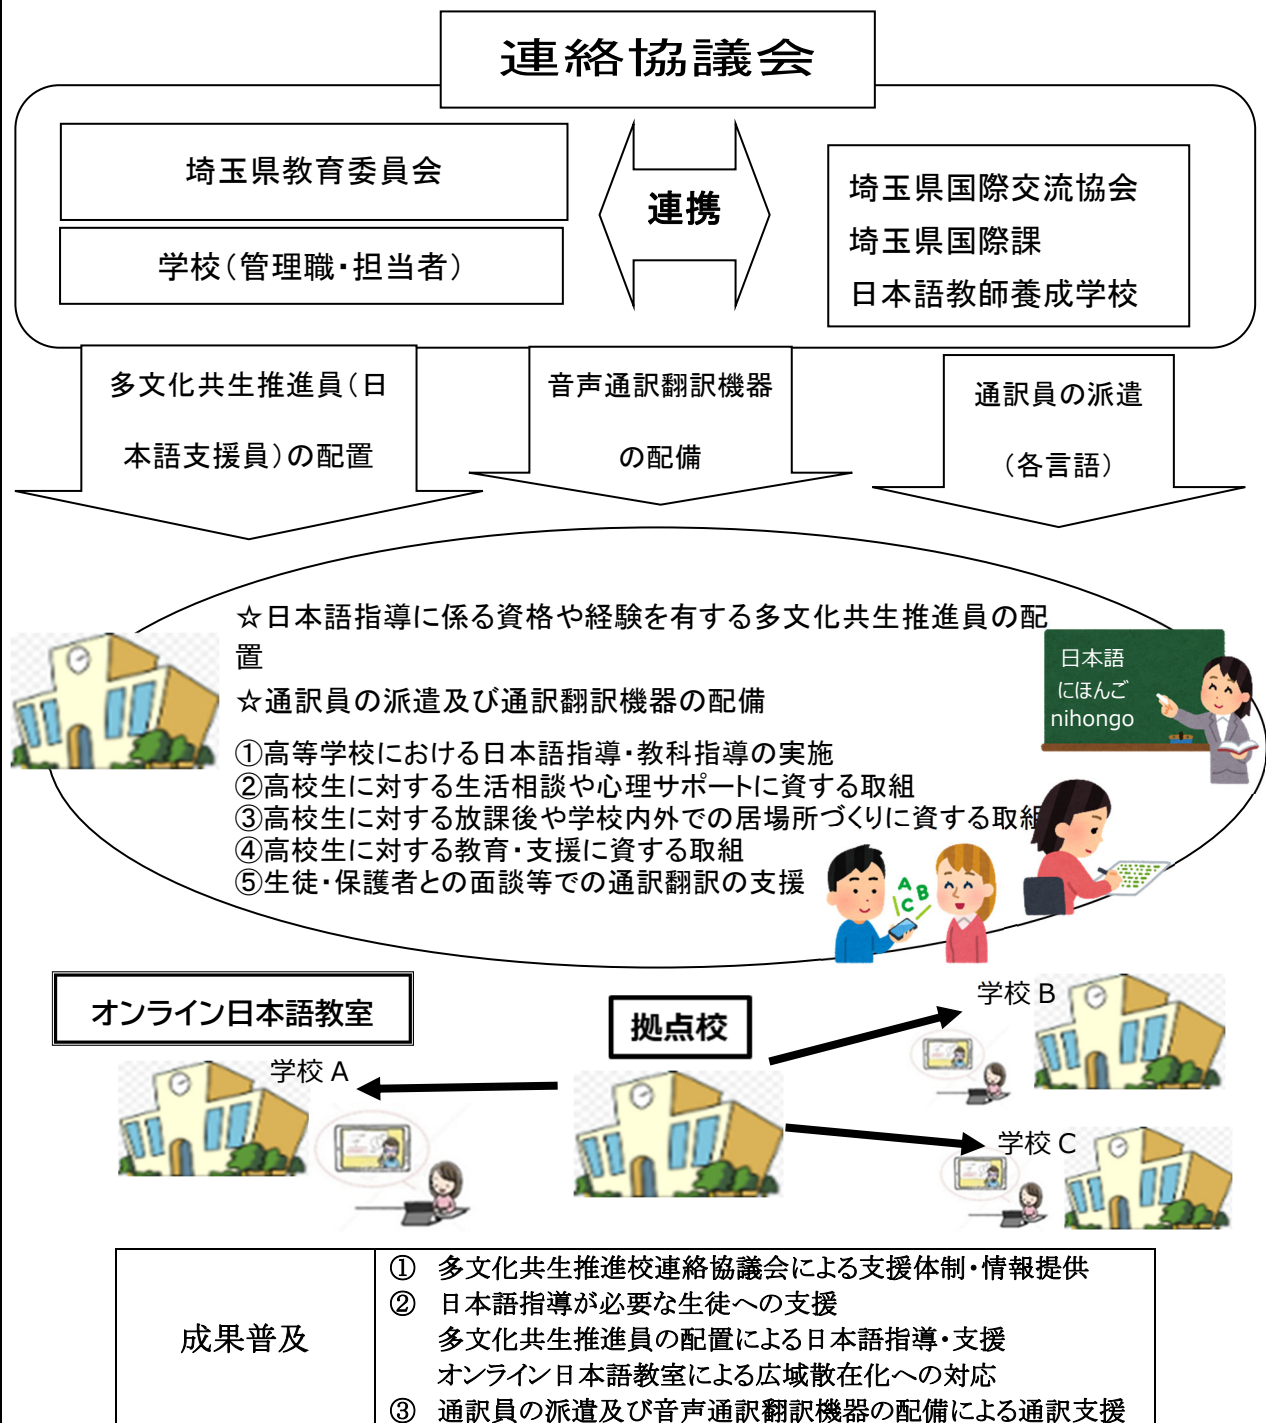 連絡協議会
埼玉県教育委員会
学校（管理職・担当者）
連携
埼玉県国際交流協会
埼玉県国際課
日本語教師養成学校
多文化共生推進員（日
本語支援員）の配置
音声通訳翻訳機器
の配備
通訳員の派遣
（各言語）
☆日本語指導に係る資格や経験を有する多文化共生推進員の配
置
☆通訳員の派遣及び通訳翻訳機器の配備
①高等学校における日本語指導・教科指導の実施
②高校生に対する生活相談や心理サポートに資する取組
③高校生に対する放課後や学校内外での居場所づくりに資する取組
④高校生に対する教育・支援に資する取組
⑤生徒・保護者との面談等での通訳翻訳の支援
日本語
にほんご
nihongo
A
B
C
オンライン日本語教室
拠点校
学校 A
学校 B
学校 C
成果普及
① 多文化共生推進校連絡協議会による支援体制・情報提供
② 日本語指導が必要な生徒への支援
多文化共生推進員の配置による日本語指導・支援
オンライン日本語教室による広域散在化への対応
③ 通訳員の派遣及び音声通訳翻訳機器の配備による通訳支援